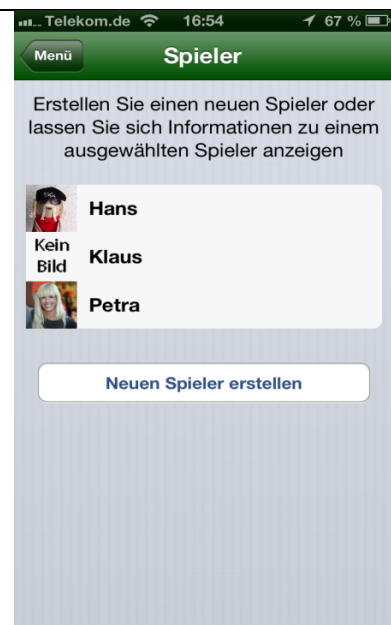 Telekom.de 16:54 67 %
Menü Spieler
Erstellen Sie einen neuen Spieler oder
lassen Sie sich Informationen zu einem
ausgewählten Spieler anzeigen
Hans
Kein
Bild
Klaus
Petra
Neuen Spieler erstellen